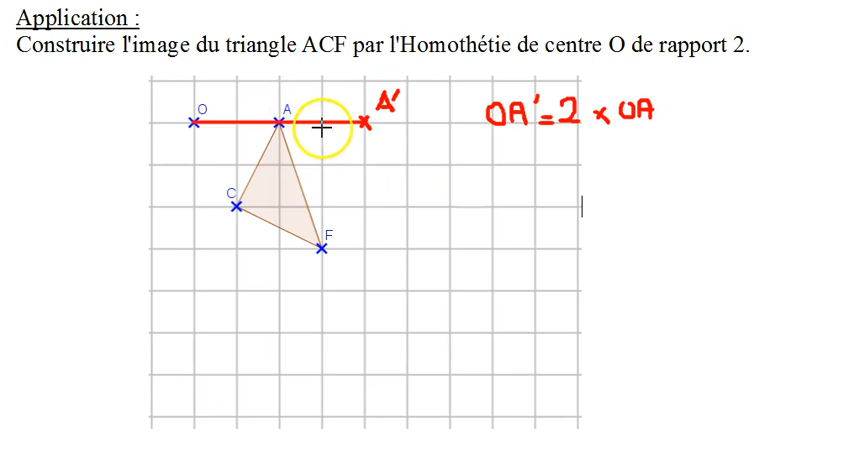 Application :
Construire l'image du triangle ACF par l'Homothétie de centre O de rapport 2.
O A A' OA' = 2 × OA
C
F